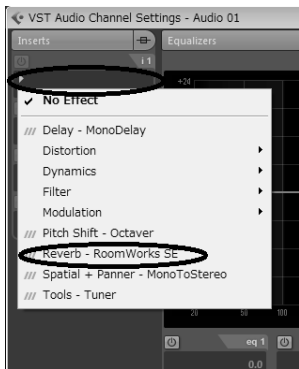 VST Audio Channel Settings - Audio 01
Inserts
Equalizers
i 1
+24
No Effect
/// Delay - MonoDelay
Distortion
Dynamics
Filter
Modulation
/// Pitch Shift - Octaver
/// Reverb - RoomWorks SE
/// Spatial + Panner - MonoToStereo
/// Tools - Tuner
20 50 100
eq 1
0.0